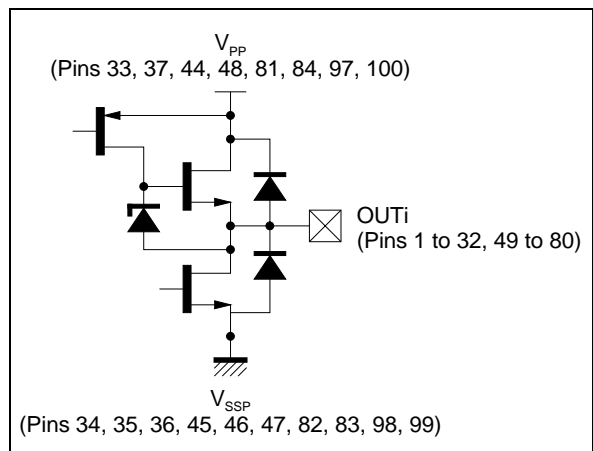 VPP
(Pins 33, 37, 44, 48, 81, 84, 97, 100)
OUTi
(Pins 1 to 32, 49 to 80)
VSSP
(Pins 34, 35, 36, 45, 46, 47, 82, 83, 98, 99)